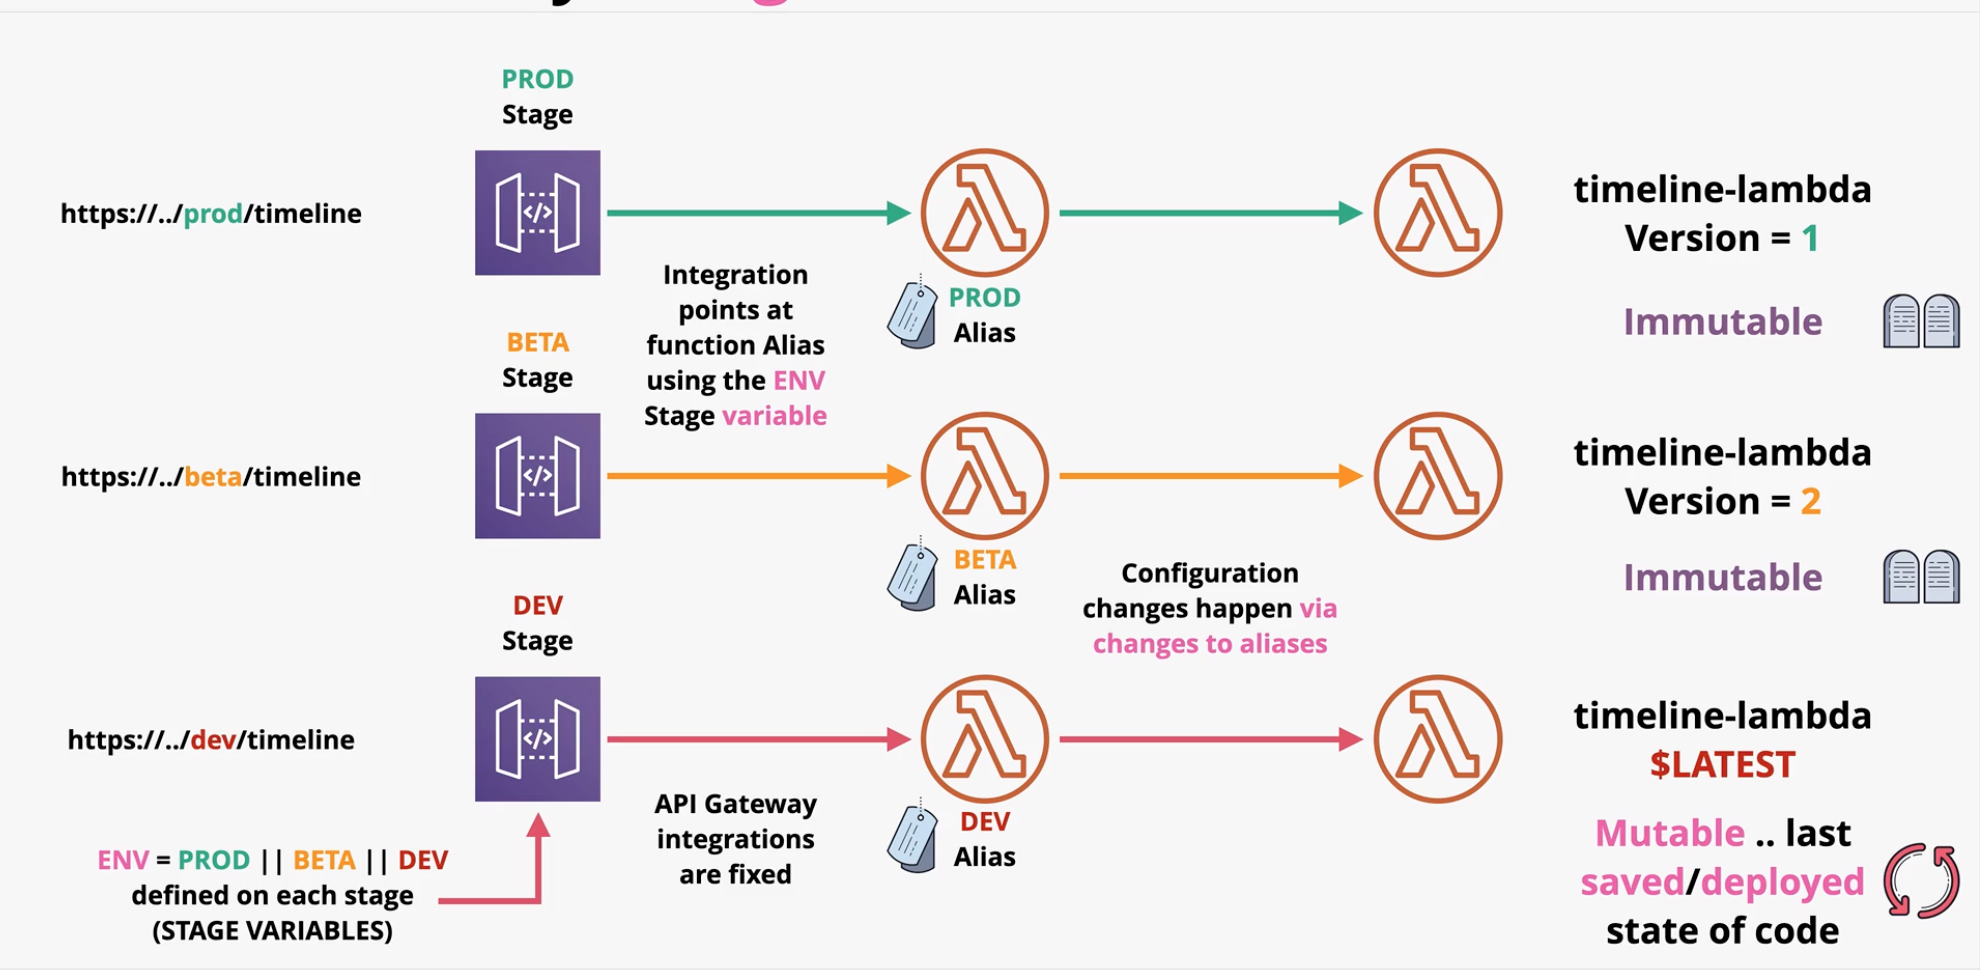 PROD
Stage
https://../prod/timeline
</>
timeline-lambda
Version = 1
Integration
points at
function Alias
using the ENV
Stage variable
PROD
Alias
Immutable
BETA
Stage
https://../beta/timeline
</>
timeline-lambda
Version = 2
BETA
Alias
Configuration
changes happen via
changes to aliases
Immutable
DEV
Stage
https://../dev/timeline
</>
timeline-lambda
$LATEST
API Gateway
integrations
are fixed
DEV
Alias
Mutable .. last
saved/deployed
state of code
ENV = PROD || BETA || DEV
defined on each stage
(STAGE VARIABLES)